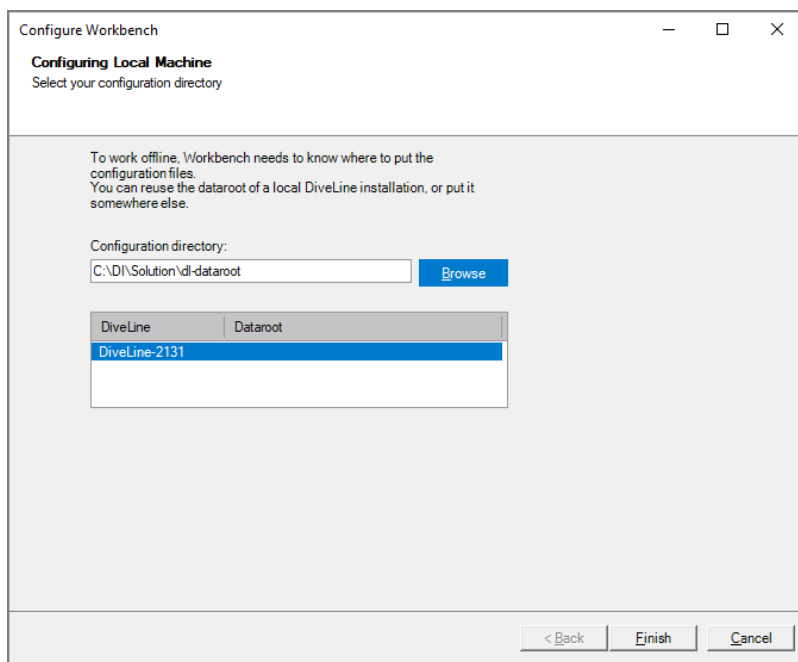 Configure Workbench
Configuring Local Machine
Select your configuration directory
To work offline, Workbench needs to know where to put the
configuration files.
You can reuse the dataroot of a local DiveLine installation, or put it
somewhere else.
Configuration directory:
C:\DI\Solution\dl-dataroot
Browse
DiveLine Dataroot
DiveLine-2131
< Back Finish Cancel